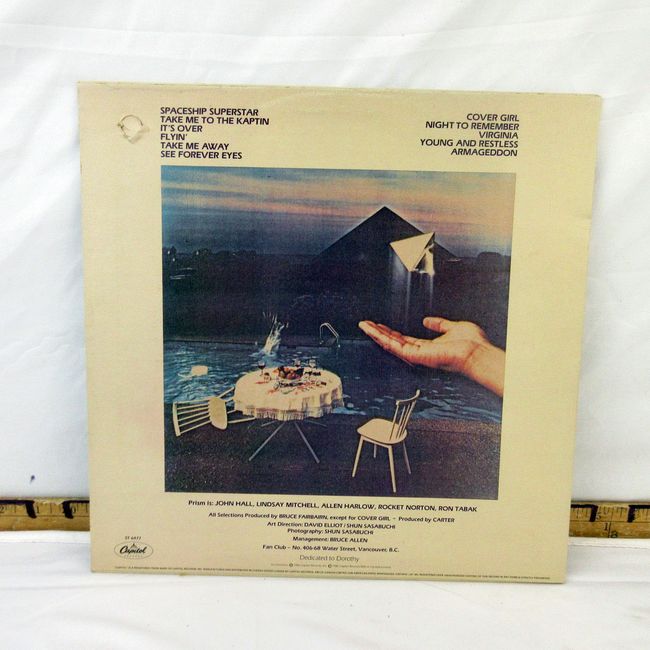 SPACESHIP SUPERSTAR
TAKE ME TO THE KAPTIN
IT'S OVER
FLYIN'
TAKE ME AWAY
SEE FOREVER EYES
COVER GIRL
NIGHT TO REMEMBER
VIRGINIA
YOUNG AND RESTLESS
ARMAGEDDON
Prism is: JOHN HALL, LINDSAY MITCHELL, ALLEN HARLOW, ROCKET NORTON, RON TABAK
All Selections Produced by BRUCE FAIRBAIRN, except for COVER GIRL – Produced by CARTER
Art Direction: DAVID ELLIOT/SHUN SASABUCHI
Photography: SHUN SASABUCHI
Management: BRUCE ALLEN
Fan Club – No. 406-68 Water Street, Vancouver, B.C.
Dedicated to Dorothy
Capitol